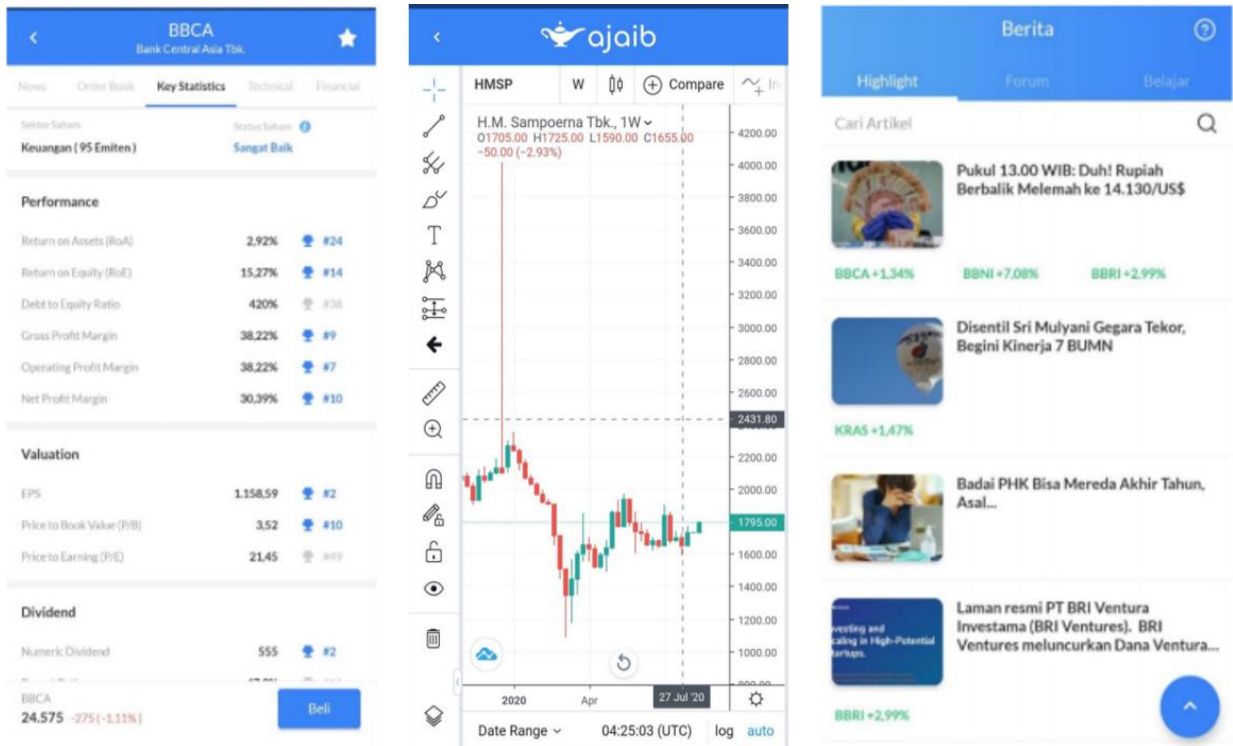 BBCA
Bank Central Asia Tbk.
News Order Book Key Statistics Technical Financial
Sektor Saham Status Saham
Keuangan ( 95 Emiten ) Sangat Baik
Performance
Return on Assets (RoA) 2,92% #24
Return on Equity (RoE) 15,27% #14
Debt to Equity Ratio 420% #38
Gross Profit Margin 38,22% #9
Operating Profit Margin 38,22% #7
Net Profit Margin 30,39% #10
Valuation
EPS 1.158,59 #2
Price to Book Value (P/B) 3,52 #10
Price to Earning (P/E) 21,45 #49
Dividend
Numeric Dividend 555 #2
BBCA
24.575 -275 (-1.11%)
Beli
ajaib
HMSP W Compare In
H.M. Sampoerna Tbk., 1W
O1705.00 H1725.00 L1590.00 C1655.00
−50.00 (−2.93%)
4200.00
4000.00
3800.00
3600.00
3400.00
3200.00
3000.00
2800.00
2600.00
2431.80
2200.00
2000.00
1795.00
1600.00
1400.00
1200.00
1000.00
800.00
2020 Apr 27 Jul '20
Date Range 04:25:03 (UTC) log auto
Berita
Highlight Forum Belajar
Cari Artikel
Pukul 13.00 WIB: Duh! Rupiah
Berbalik Melemah ke 14.130/US$
BBCA +1,34% BBNI +7,08% BBRI +2,99%
Disentil Sri Mulyani Gegara Tekor,
Begini Kinerja 7 BUMN
KRAS +1,47%
Badai PHK Bisa Mereda Akhir Tahun,
Asal...
Laman resmi PT BRI Ventura
Investama (BRI Ventures). BRI
Ventures meluncurkan Dana Ventura...
vesting and
caling in High-Potential
tartups.
BBRI +2,99%